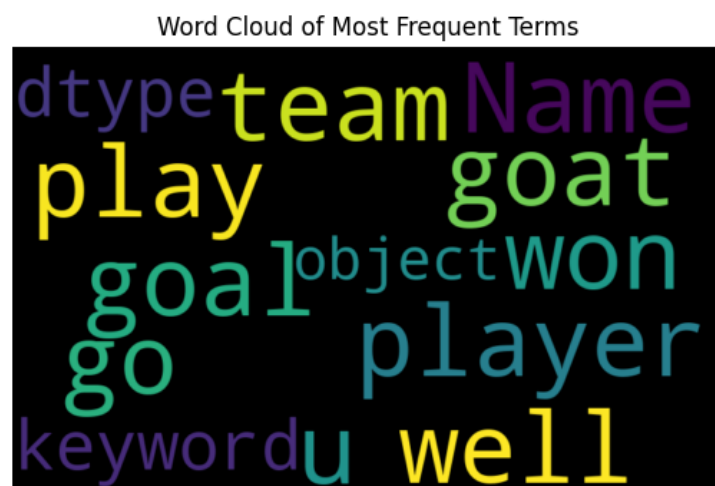 Word Cloud of Most Frequent Terms
dtype team Name
play goat
goal object won
go player
keyword u well